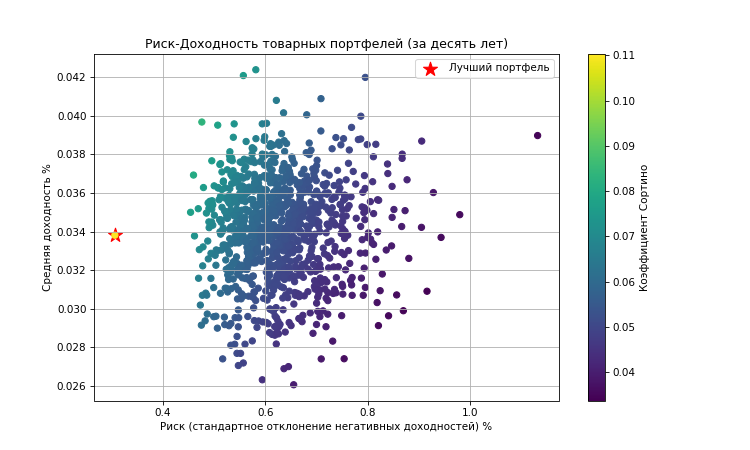 Риск-Доходность товарных портфелей (за десять лет)
Лучший портфель
Средняя доходность %
0.042
0.040
0.038
0.036
0.034
0.032
0.030
0.028
0.026
0.4 0.6 0.8 1.0
Риск (стандартное отклонение негативных доходностей) %
0.11
0.10
0.09
0.08
0.07
0.06
0.05
0.04
Коэффициент Сортино